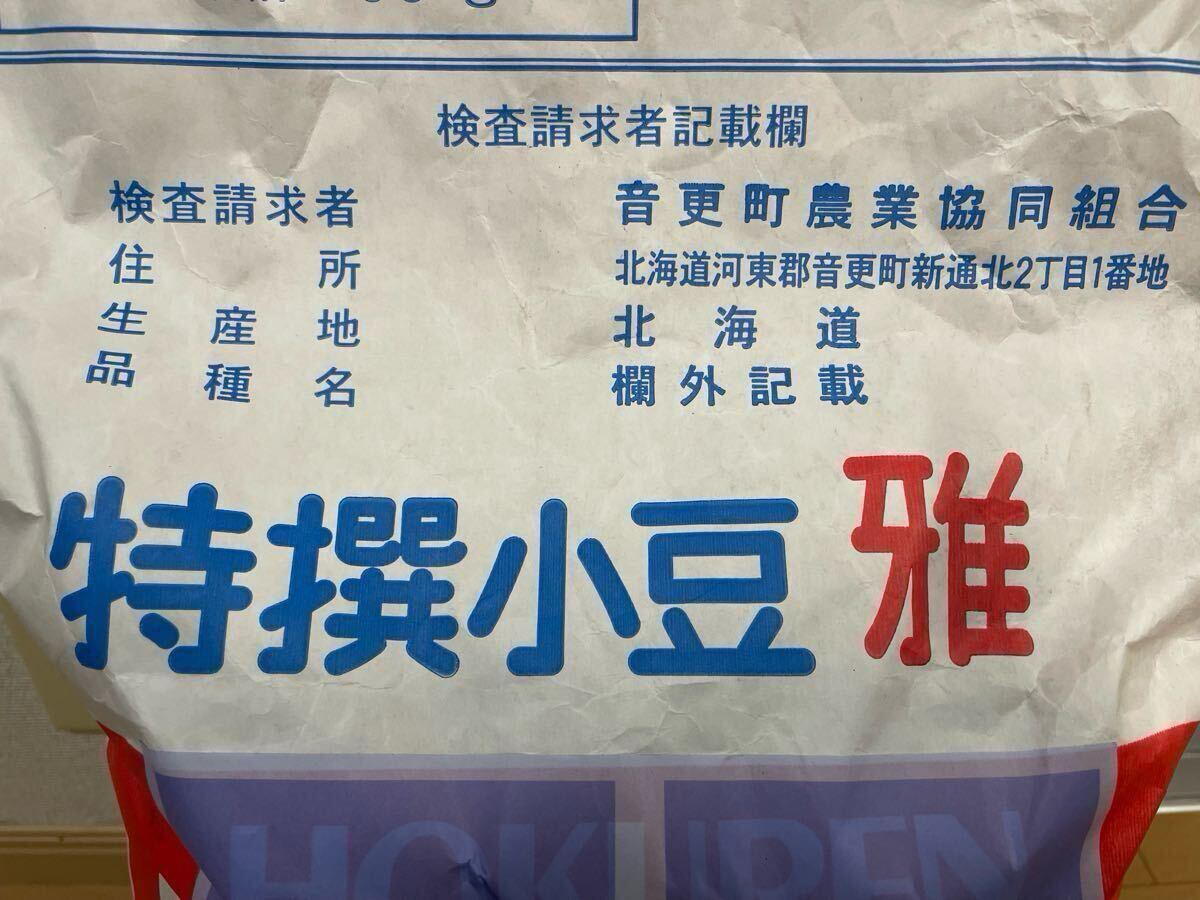 検査請求者記載欄
検査請求者 音更町農業協同組合
住所 北海道河東郡音更町新通北2丁目1番地
生産地 北海道
品種名 欄外記載
特撰小豆 雅
HOKUREN